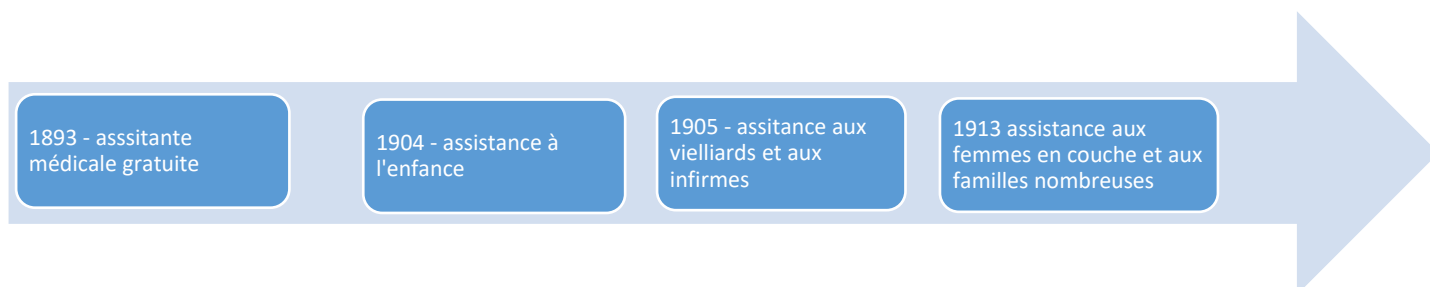 1893 - asssitante
médicale gratuite
1904 - assistance à
l'enfance
1905 - assitance aux
vielliards et aux
infirmes
1913 assistance aux
femmes en couche et aux
familles nombreuses